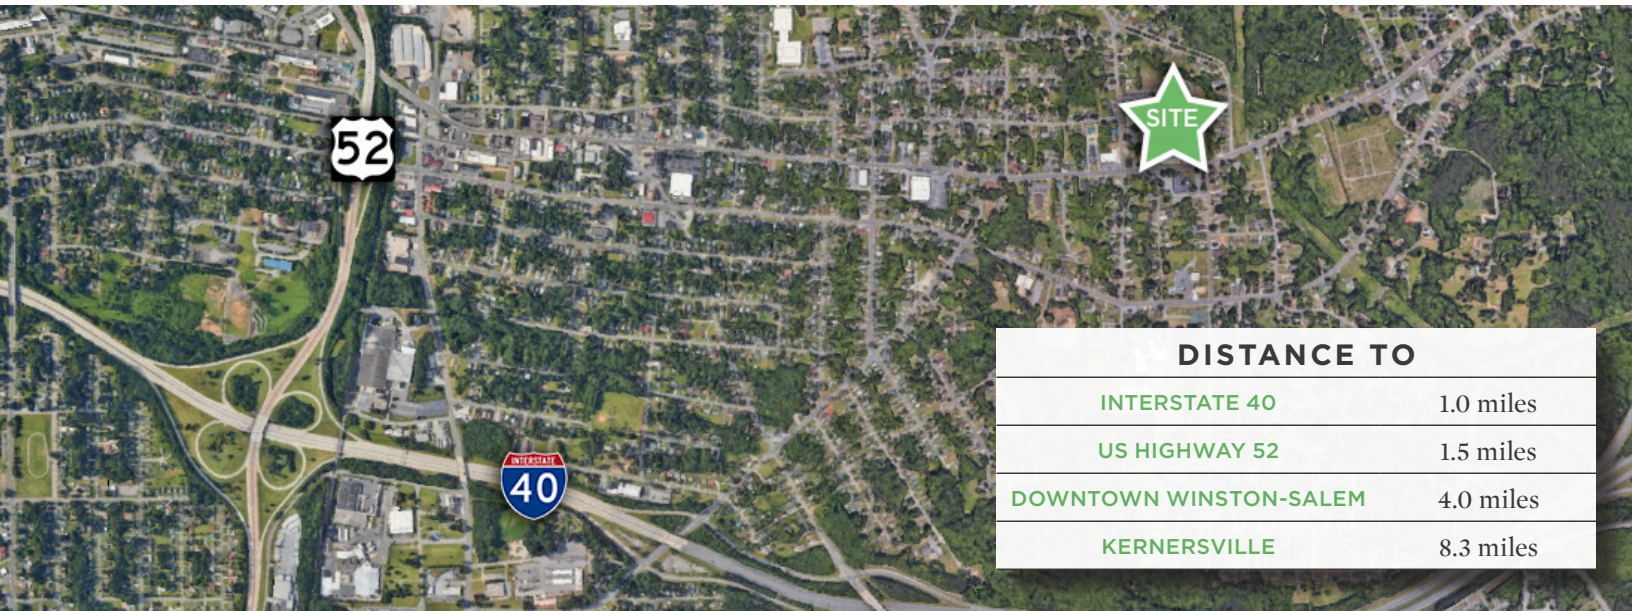 SITE
52
INTERSTATE
40
DISTANCE TO
INTERSTATE 40 1.0 miles
US HIGHWAY 52 1.5 miles
DOWNTOWN WINSTON-SALEM 4.0 miles
KERNERSVILLE 8.3 miles